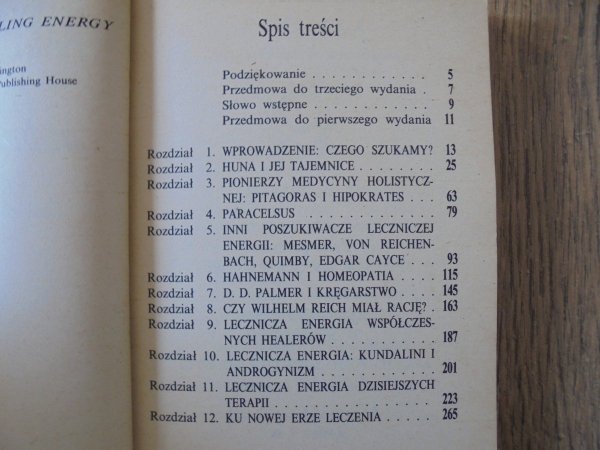 LING ENERGY
ington
ublishing House
Spis treści
Podziękowanie . . . . . . . . . . . . 5
Przedmowa do trzeciego wydania . . 7
Słowo wstępne . . . . . . . . . . . . 9
Przedmowa do pierwszego wydania 11
Rozdział 1. WPROWADZENIE: CZEGO SZUKAMY? 13
Rozdział 2. HUNA I JEJ TAJEMNICE . . . . . . . 25
Rozdział 3. PIONIERZY MEDYCYNY HOLISTYCZ-
NEJ: PITAGORAS I HIPOKRATES . . . 63
Rozdział 4. PARACELSUS . . . . . . . . . . 79
Rozdział 5. INNI POSZUKIWACZE LECZNICZEJ
ENERGII: MESMER, VON REICHEN-
BACH, QUIMBY, EDGAR CAYCE . . . . 93
Rozdział 6. HAHNEMANN I HOMEOPATIA . . . . 115
Rozdział 7. D. D. PALMER I KRĘGARSTWO . . . 145
Rozdział 8. CZY WILHELM REICH MIAŁ RACJĘ? . 163
Rozdział 9. LECZNICZA ENERGIA WSPÓŁCZES-
NYCH HEALERÓW . . . . . . . . . . 187
Rozdział 10. LECZNICZA ENERGIA: KUNDALINI I
ANDROGYNIZM . . . . . . . . . . . 201
Rozdział 11. LECZNICZA ENERGIA DZISIEJSZYCH
TERAPII . . . . . . . . . . . . . . . 223
Rozdział 12. KU NOWEJ ERZE LECZENIA . . . . . 265